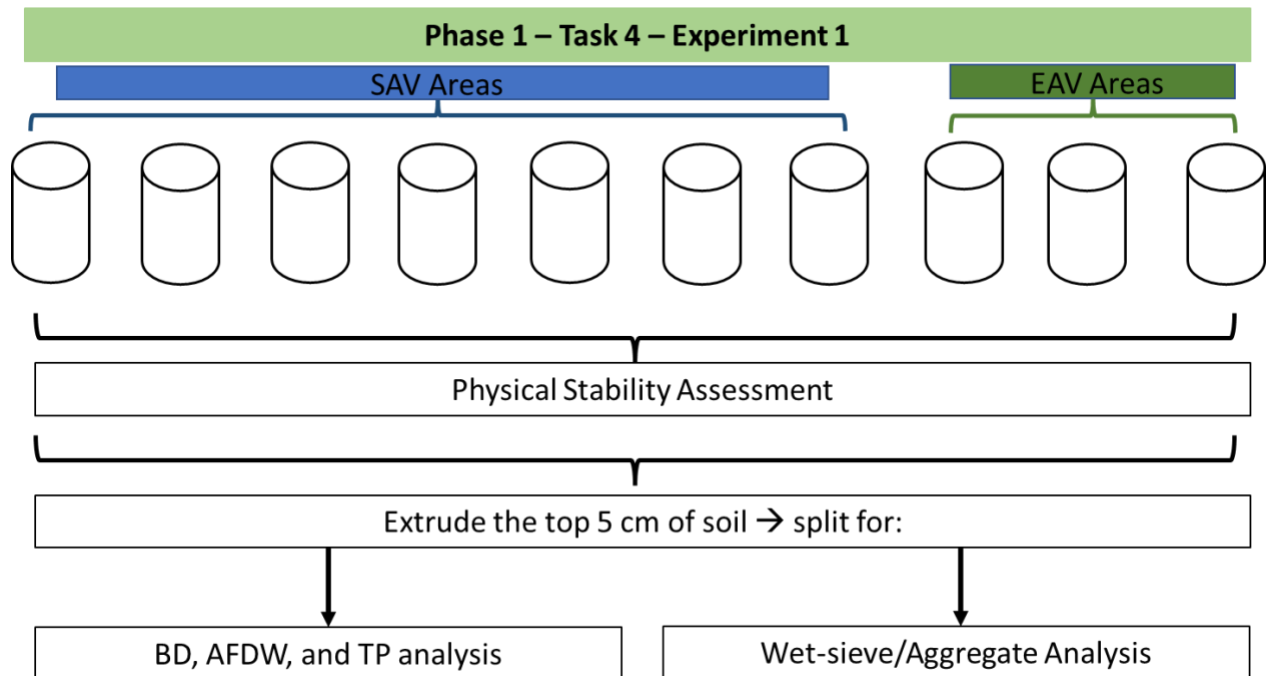 Phase 1 – Task 4 – Experiment 1
SAV Areas
EAV Areas
Physical Stability Assessment
Extrude the top 5 cm of soil → split for:
BD, AFDW, and TP analysis
Wet-sieve/Aggregate Analysis